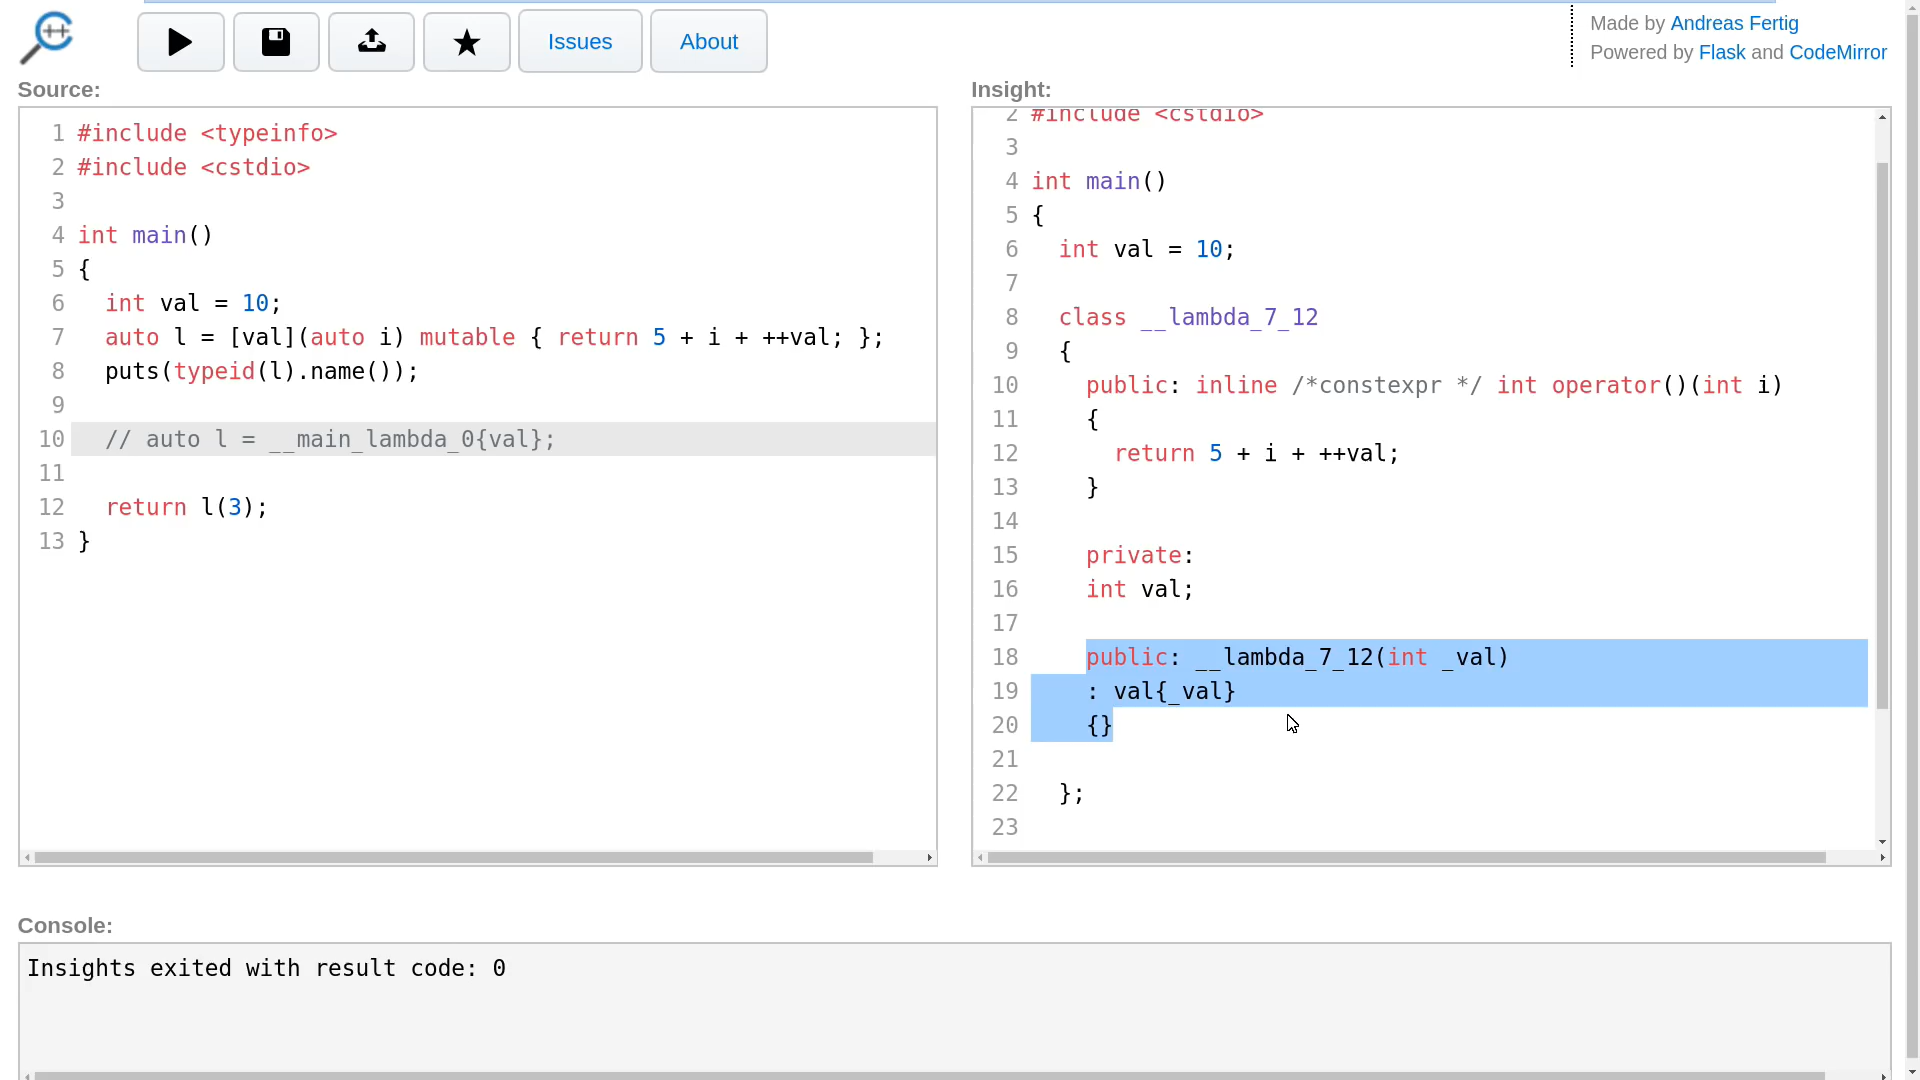 ++
Issues
About
Made by Andreas Fertig
Powered by Flask and CodeMirror
Source:
1 #include <typeinfo>
2 #include <cstdio>
3
4 int main()
5 {
6   int val = 10;
7   auto l = [val](auto i) mutable { return 5 + i + ++val; };
8   puts(typeid(l).name());
9
10   // auto l = __main_lambda_0{val};
11
12   return l(3);
13 }
Insight:
2 #include <cstdio>
3
4 int main()
5 {
6   int val = 10;
7
8   class __lambda_7_12
9   {
10     public: inline /*constexpr */ int operator()(int i)
11     {
12       return 5 + i + ++val;
13     }
14
15     private:
16     int val;
17
18     public: __lambda_7_12(int _val)
19     : val{_val}
20     {}
21
22   };
23
Console:
Insights exited with result code: 0